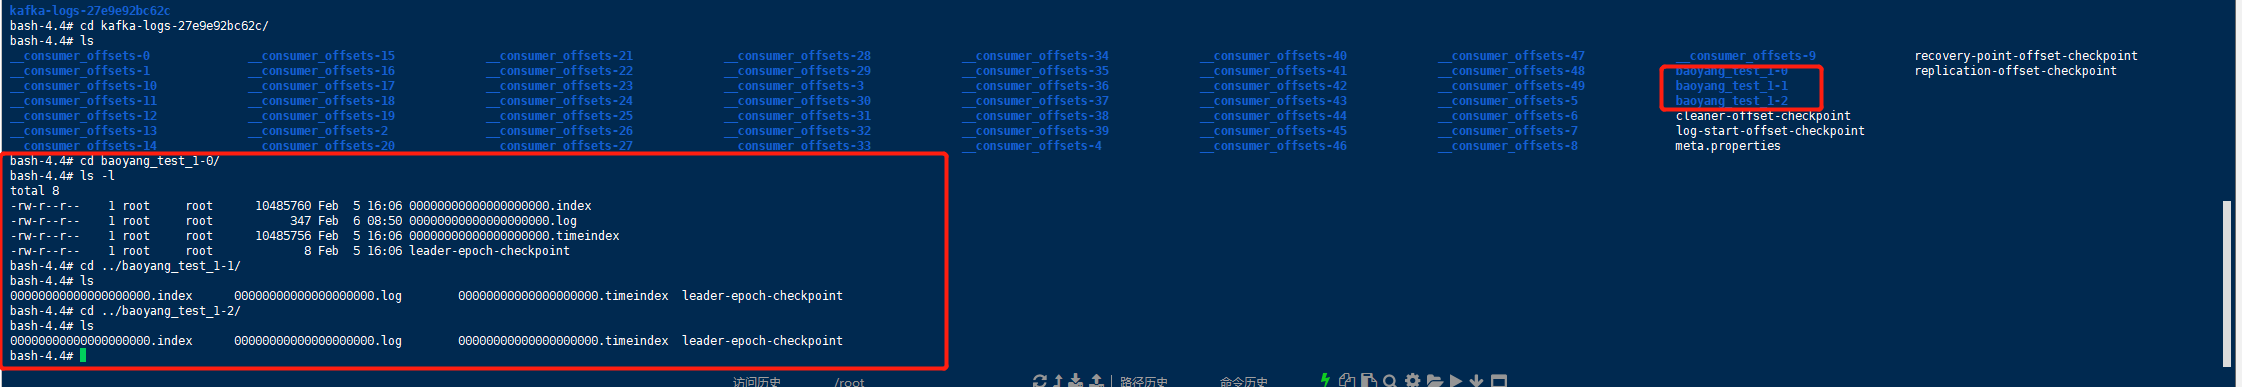 kafka-logs-27e9e92bc62c
bash-4.4# cd kafka-logs-27e9e92bc62c/
bash-4.4# ls
__consumer_offsets-0 __consumer_offsets-15 __consumer_offsets-21 __consumer_offsets-28 __consumer_offsets-34 __consumer_offsets-40 __consumer_offsets-47 __consumer_offsets-9 recovery-point-offset-checkpoint
__consumer_offsets-1 __consumer_offsets-16 __consumer_offsets-22 __consumer_offsets-29 __consumer_offsets-35 __consumer_offsets-41 __consumer_offsets-48 baoyang_test_1-0 replication-offset-checkpoint
__consumer_offsets-10 __consumer_offsets-17 __consumer_offsets-23 __consumer_offsets-3 __consumer_offsets-36 __consumer_offsets-42 __consumer_offsets-49 baoyang_test_1-1
__consumer_offsets-11 __consumer_offsets-18 __consumer_offsets-24 __consumer_offsets-30 __consumer_offsets-37 __consumer_offsets-43 __consumer_offsets-5 baoyang_test_1-2
__consumer_offsets-12 __consumer_offsets-19 __consumer_offsets-25 __consumer_offsets-31 __consumer_offsets-38 __consumer_offsets-44 __consumer_offsets-6 cleaner-offset-checkpoint
__consumer_offsets-13 __consumer_offsets-2 __consumer_offsets-26 __consumer_offsets-32 __consumer_offsets-39 __consumer_offsets-45 __consumer_offsets-7 log-start-offset-checkpoint
__consumer_offsets-14 __consumer_offsets-20 __consumer_offsets-27 __consumer_offsets-33 __consumer_offsets-4 __consumer_offsets-46 __consumer_offsets-8 meta.properties
bash-4.4# cd baoyang_test_1-0/
bash-4.4# ls -l
total 8
-rw-r--r-- 1 root root 10485760 Feb 5 16:06 00000000000000000000.index
-rw-r--r-- 1 root root 347 Feb 6 08:50 00000000000000000000.log
-rw-r--r-- 1 root root 10485756 Feb 5 16:06 00000000000000000000.timeindex
-rw-r--r-- 1 root root 8 Feb 5 16:06 leader-epoch-checkpoint
bash-4.4# cd ../baoyang_test_1-1/
bash-4.4# ls
00000000000000000000.index 00000000000000000000.log 00000000000000000000.timeindex leader-epoch-checkpoint
bash-4.4# cd ../baoyang_test_1-2/
bash-4.4# ls
00000000000000000000.index 00000000000000000000.log 00000000000000000000.timeindex leader-epoch-checkpoint
bash-4.4#
访问历史 /root 路径历史 命令历史